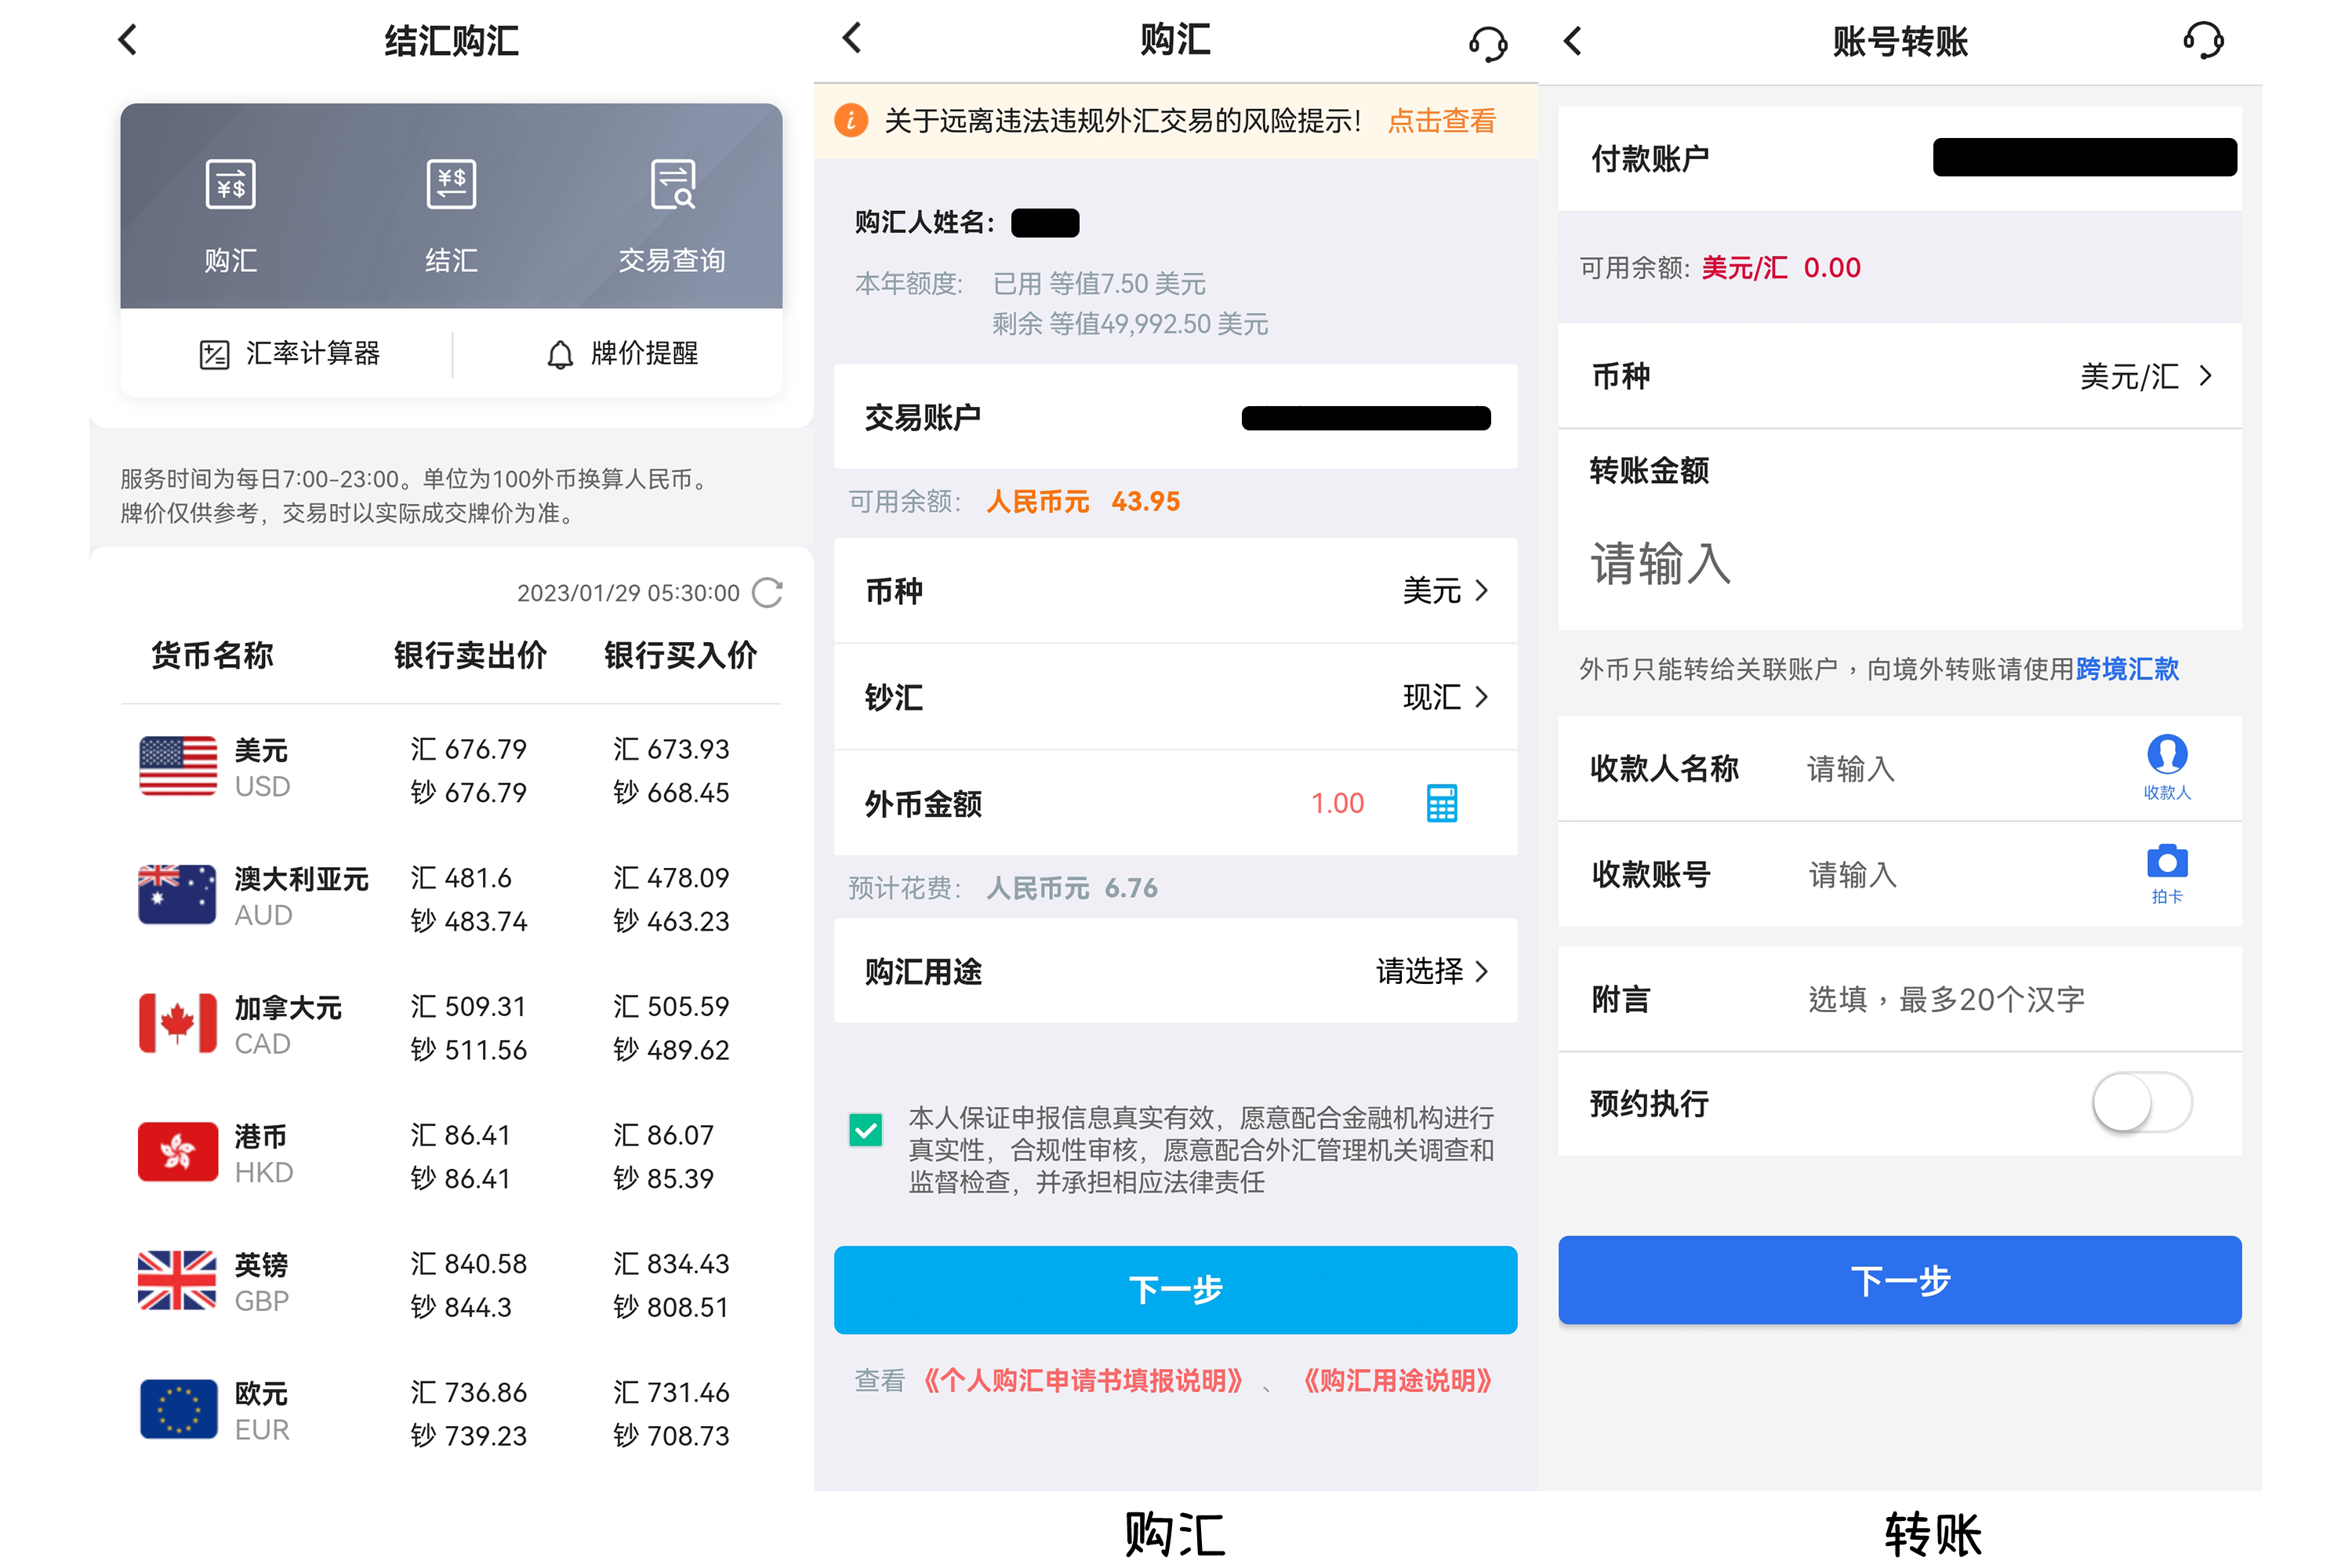 结汇购汇
购汇
结汇
交易查询
汇率计算器
牌价提醒
服务时间为每日7:00-23:00。单位为100外币换算人民币。
牌价仅供参考，交易时以实际成交牌价为准。
2023/01/29 05:30:00
货币名称 银行卖出价 银行买入价
美元 汇 676.79 汇 673.93
USD 钞 676.79 钞 668.45
澳大利亚元 汇 481.6 汇 478.09
AUD 钞 483.74 钞 463.23
加拿大元 汇 509.31 汇 505.59
CAD 钞 511.56 钞 489.62
港币 汇 86.41 汇 86.07
HKD 钞 86.41 钞 85.39
英镑 汇 840.58 汇 834.43
GBP 钞 844.3 钞 808.51
欧元 汇 736.86 汇 731.46
EUR 钞 739.23 钞 708.73
购汇
关于远离违法违规外汇交易的风险提示! 点击查看
购汇人姓名:
本年额度: 已用 等值7.50 美元
剩余 等值49,992.50 美元
交易账户
可用余额: 人民币元 43.95
币种 美元
钞汇 现汇
外币金额 1.00
预计花费: 人民币元 6.76
购汇用途 请选择
本人保证申报信息真实有效，愿意配合金融机构进行
真实性，合规性审核，愿意配合外汇管理机关调查和
监督检查，并承担相应法律责任
下一步
查看《个人购汇申请书填报说明》、《购汇用途说明》
购汇
账号转账
付款账户
可用余额: 美元/汇 0.00
币种 美元/汇
转账金额
请输入
外币只能转给关联账户，向境外转账请使用跨境汇款
收款人名称 请输入 收款人
收款账号 请输入 拍卡
附言 选填，最多20个汉字
预约执行
下一步
转账